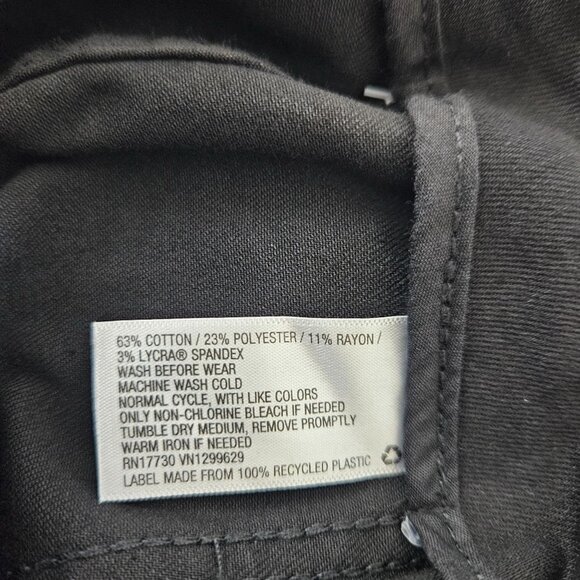 63% COTTON / 23% POLYESTER / 11% RAYON /
3% LYCRA® SPANDEX
WASH BEFORE WEAR
MACHINE WASH COLD
NORMAL CYCLE, WITH LIKE COLORS
ONLY NON-CHLORINE BLEACH IF NEEDED
TUMBLE DRY MEDIUM, REMOVE PROMPTLY
WARM IRON IF NEEDED
RN17730 VN1299629
LABEL MADE FROM 100% RECYCLED PLASTIC